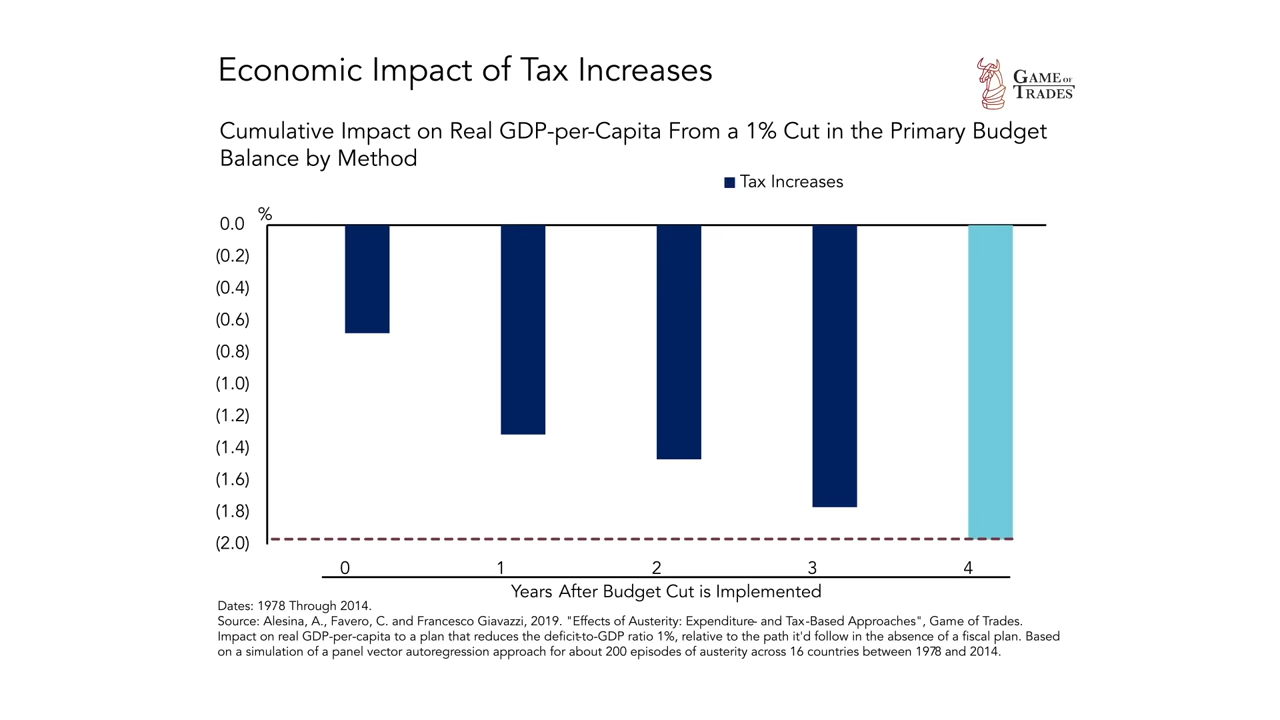 Economic Impact of Tax Increases
GAME OF
TRADES
Cumulative Impact on Real GDP-per-Capita From a 1% Cut in the Primary Budget
Balance by Method
Tax Increases
%
0.0
(0.2)
(0.4)
(0.6)
(0.8)
(1.0)
(1.2)
(1.4)
(1.6)
(1.8)
(2.0)
0 1 2 3 4
Years After Budget Cut is Implemented
Dates: 1978 Through 2014.
Source: Alesina, A., Favero, C. and Francesco Giavazzi, 2019. "Effects of Austerity: Expenditure- and Tax-Based Approaches", Game of Trades.
Impact on real GDP-per-capita to a plan that reduces the deficit-to-GDP ratio 1%, relative to the path it'd follow in the absence of a fiscal plan. Based
on a simulation of a panel vector autoregression approach for about 200 episodes of austerity across 16 countries between 1978 and 2014.